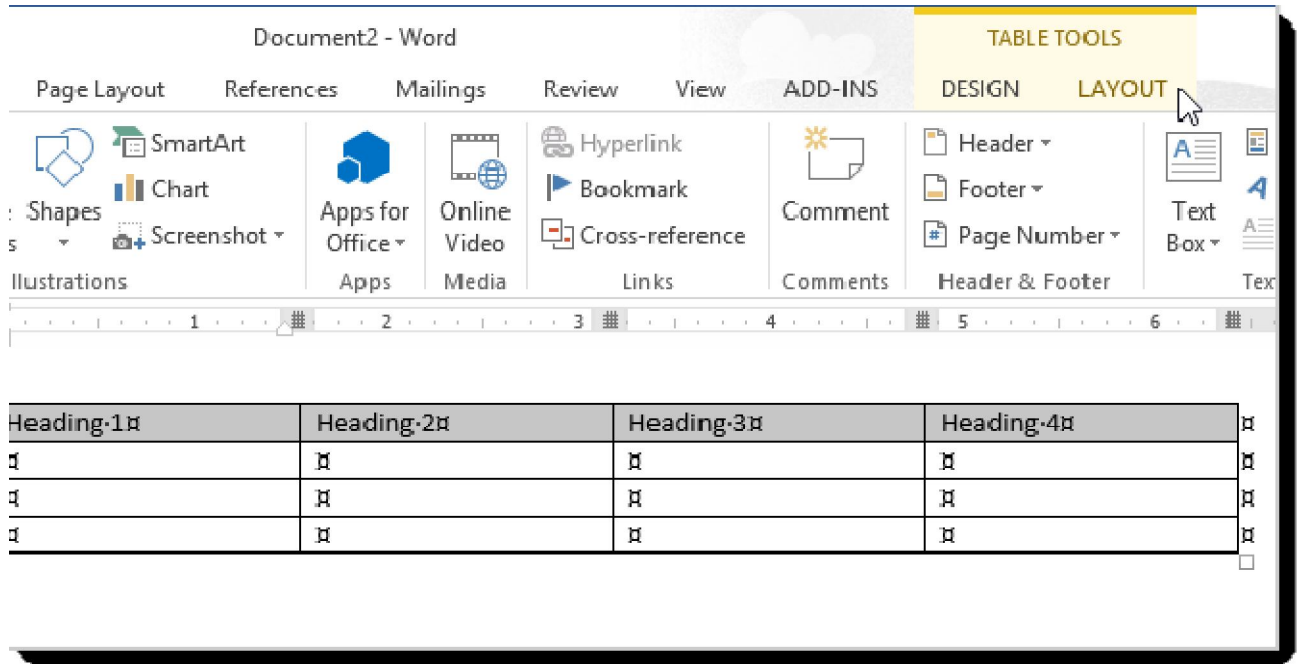 Document2 - Word
TABLE TOOLS
Page Layout References Mailings Review View ADD-INS DESIGN LAYOUT
SmartArt
Chart
Screenshot
Shapes
Apps for Office
Online Video
Hyperlink
Bookmark
Cross-reference
Comment
Header
Footer
Page Number
#
A
Text Box
A
A
Illustrations Apps Media Links Comments Header & Footer Tex
1 2 3 4 5 6
Heading·1¤ Heading·2¤ Heading·3¤ Heading·4¤ ¤
¤ ¤ ¤ ¤ ¤
¤ ¤ ¤ ¤ ¤
¤ ¤ ¤ ¤ ¤